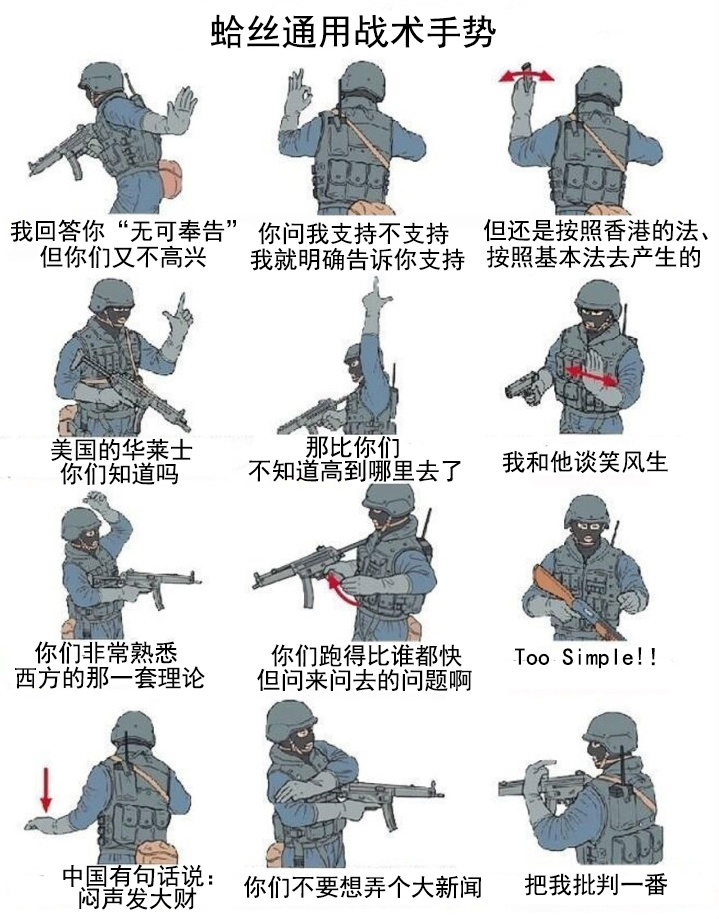 蛤丝通用战术手势
我回答你“无可奉告”
但你们又不高兴
你问我支持不支持
我就明确告诉你支持
但还是按照香港的法、
按照基本法去产生的
美国的华莱士
你们知道吗
那比你们
不知道高到哪里去了
我和他谈笑风生
你们非常熟悉
西方的那一套理论
你们跑得比谁都快
但问来问去的问题啊
Too Simple!!
中国有句话说：
闷声发大财
你们不要想弄个大新闻
把我批判一番